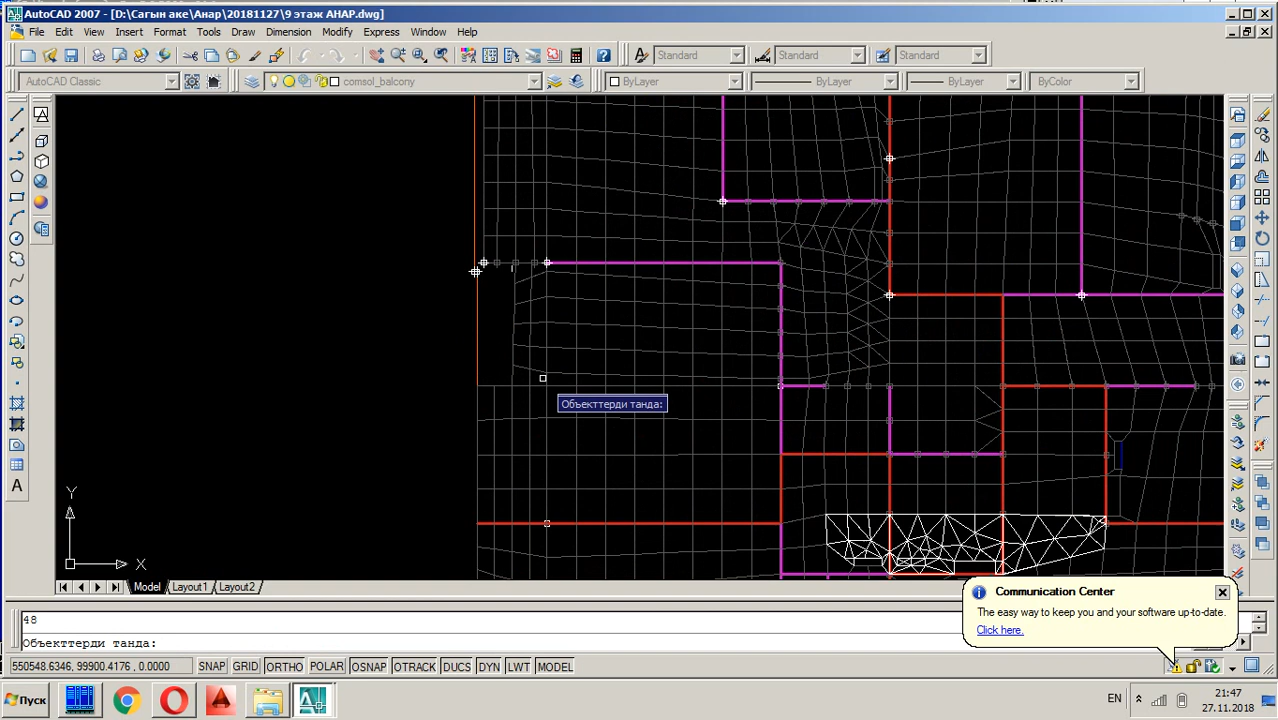 AutoCAD 2007 - [D:\Сагын аке\Анар\20181127\9 этаж АНАР.dwg]
File Edit View Insert Format Tools Draw Dimension Modify Express Window Help
Standard Standard Standard
AutoCAD Classic comsol_balcony ByLayer ByLayer ByLayer ByColor
Объекттерди танда:
Y
X
Model Layout1 Layout2
Communication Center
The easy way to keep you and your software up-to-date.
Click here.
48
Объекттерди танда:
550548.6346, 99900.4176 , 0.0000 SNAP GRID ORTHO POLAR OSNAP OTRACK DUCS DYN LWT MODEL
Пуск EN 21:47
27.11.2018